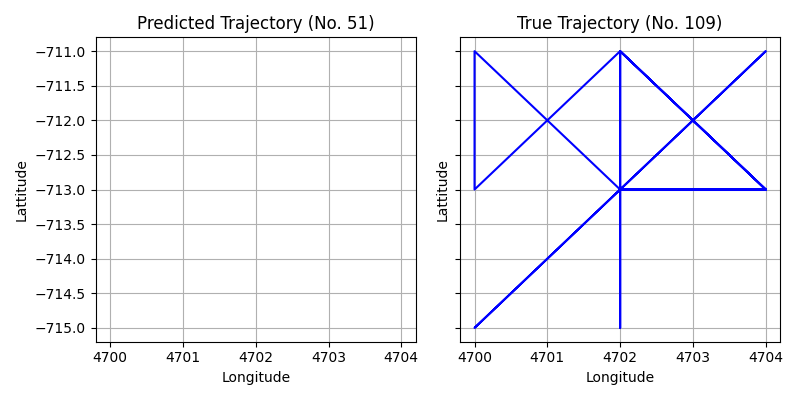 Predicted Trajectory (No. 51)
True Trajectory (No. 109)
Lattitude
−711.0
−711.5
−712.0
−712.5
−713.0
−713.5
−714.0
−714.5
−715.0
4700 4701 4702 4703 4704
Longitude
Lattitude
4700 4701 4702 4703 4704
Longitude